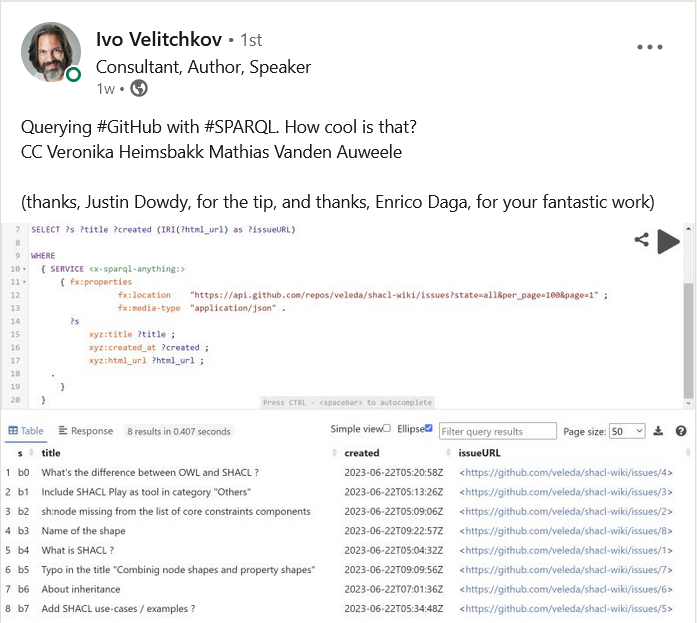 Ivo Velitchkov • 1st
Consultant, Author, Speaker
1w •
Querying #GitHub with #SPARQL. How cool is that?
CC Veronika Heimsbakk Mathias Vanden Auweele
(thanks, Justin Dowdy, for the tip, and thanks, Enrico Daga, for your fantastic work)
7 SELECT ?s ?title ?created (IRI(?html_url) as ?issueURL)
8
9 WHERE
10 { SERVICE <x-sparql-anything:>
11 { fx:properties
12 fx:location "https://api.github.com/repos/veleda/shacl-wiki/issues?state=all&per_page=100&page=1" ;
13 fx:media-type "application/json" .
14 ?s
15 xyz:title ?title ;
16 xyz:created_at ?created ;
17 xyz:html_url ?html_url ;
18 .
19 }
20 }
Press CTRL - <spacebar> to autocomplete
Table Response 8 results in 0.407 seconds Simple view Ellipse Filter query results Page size: 50
s title created issueURL
1 b0 What's the difference between OWL and SHACL ? 2023-06-22T05:20:58Z <https://github.com/veleda/shacl-wiki/issues/4>
2 b1 Include SHACL Play as tool in category "Others" 2023-06-22T05:13:26Z <https://github.com/veleda/shacl-wiki/issues/3>
3 b2 sh:node missing from the list of core constraints components 2023-06-22T05:09:06Z <https://github.com/veleda/shacl-wiki/issues/2>
4 b3 Name of the shape 2023-06-22T09:22:57Z <https://github.com/veleda/shacl-wiki/issues/8>
5 b4 What is SHACL ? 2023-06-22T05:04:32Z <https://github.com/veleda/shacl-wiki/issues/1>
6 b5 Typo in the title "Combinig node shapes and property shapes" 2023-06-22T09:09:56Z <https://github.com/veleda/shacl-wiki/issues/7>
7 b6 About inheritance 2023-06-22T07:01:36Z <https://github.com/veleda/shacl-wiki/issues/6>
8 b7 Add SHACL use-cases / examples ? 2023-06-22T05:34:48Z <https://github.com/veleda/shacl-wiki/issues/5>